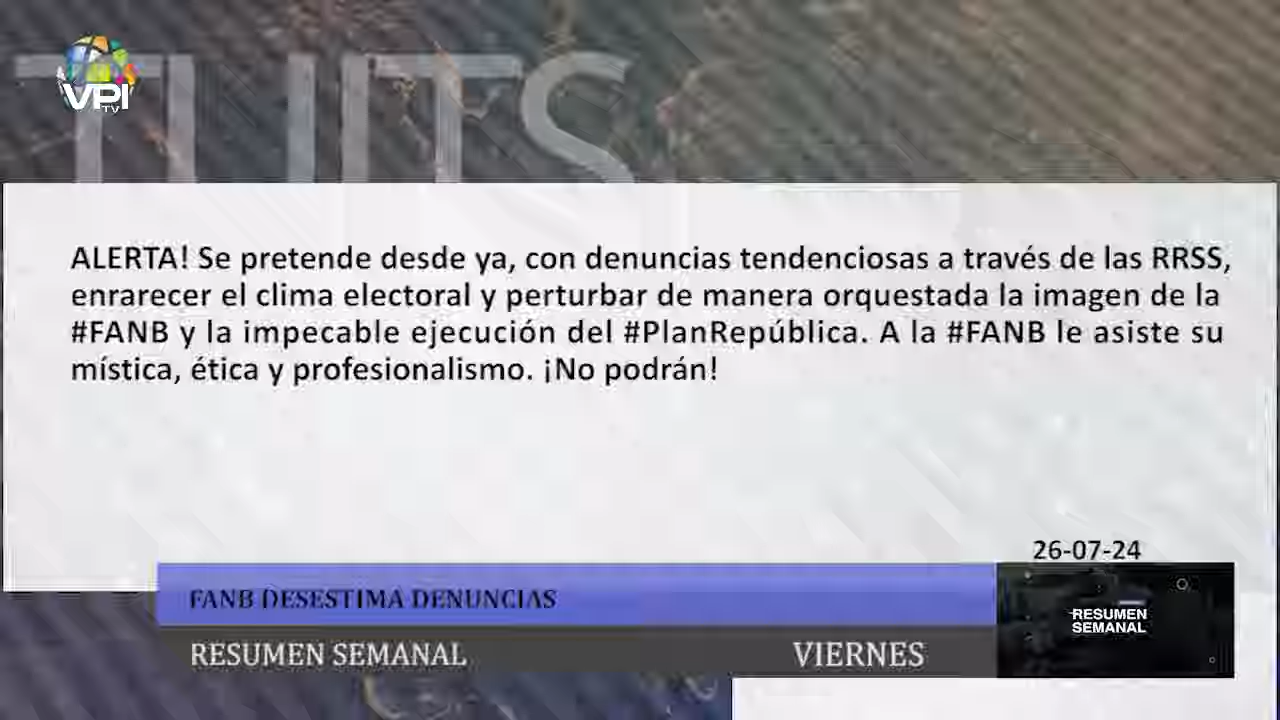 TUITS
VPI
TV
ALERTA! Se pretende desde ya, con denuncias tendenciosas a través de las RRSS,
enrarecer el clima electoral y perturbar de manera orquestada la imagen de la
#FANB y la impecable ejecución del #PlanRepública. A la #FANB le asiste su
mística, ética y profesionalismo. ¡No podrán!
26-07-24
FANB DESESTIMA DENUNCIAS
RESUMEN SEMANAL
VIERNES
RESUMEN
SEMANAL